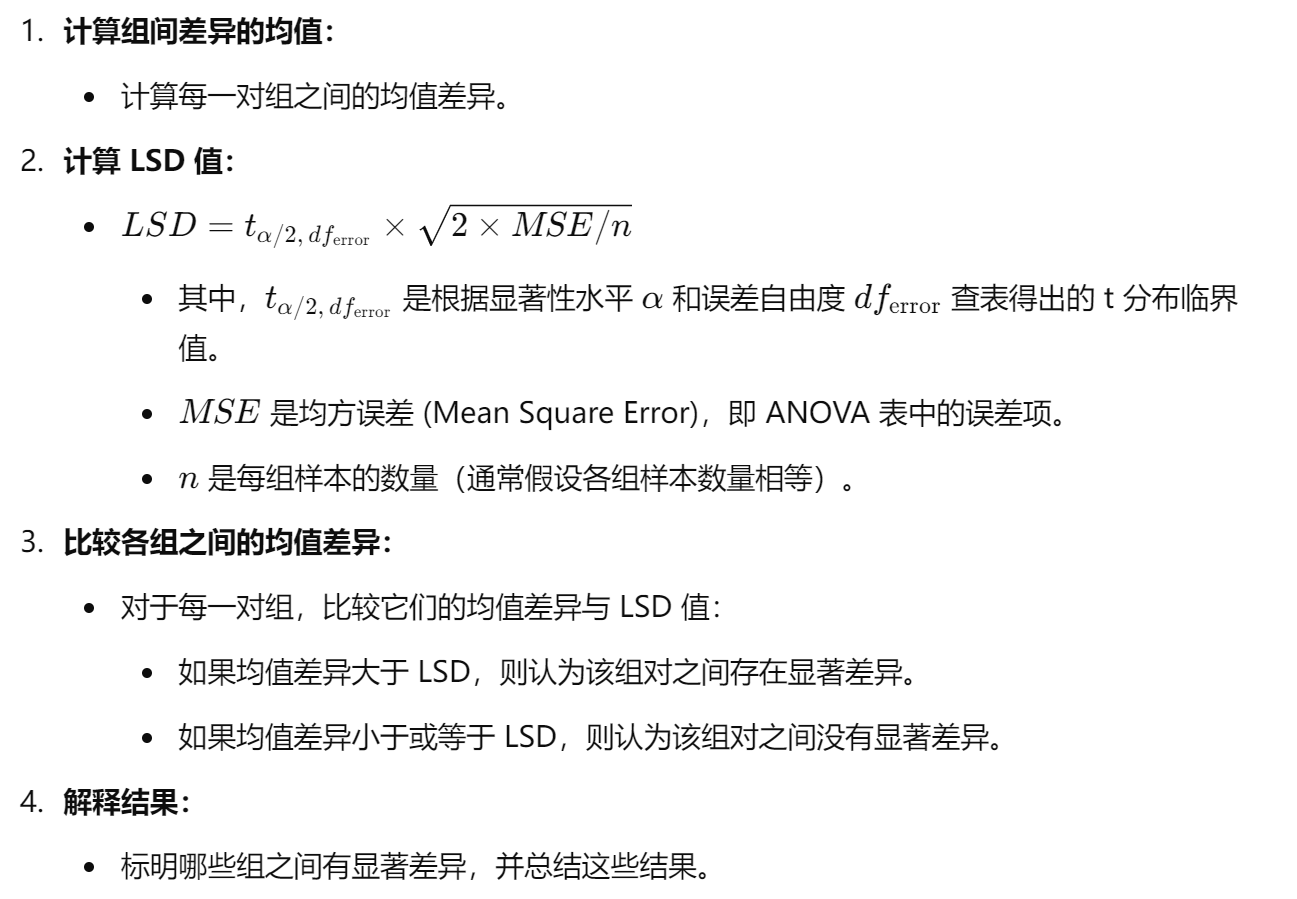 1. 计算组间差异的均值：
• 计算每一对组之间的均值差异。
2. 计算 LSD 值：
• $LSD = t_{\alpha/2, df_{\text{error}}} \times \sqrt{2 \times MSE/n}$
• 其中，$t_{\alpha/2, df_{\text{error}}}$ 是根据显著性水平 $\alpha$ 和误差自由度 $df_{\text{error}}$ 查表得出的 t 分布临界
值。
• $MSE$ 是均方误差 (Mean Square Error)，即 ANOVA 表中的误差项。
• $n$ 是每组样本的数量（通常假设各组样本数量相等）。
3. 比较各组之间的均值差异：
• 对于每一对组，比较它们的均值差异与 LSD 值：
• 如果均值差异大于 LSD，则认为该组对之间存在显著差异。
• 如果均值差异小于或等于 LSD，则认为该组对之间没有显著差异。
4. 解释结果：
• 标明哪些组之间有显著差异，并总结这些结果。